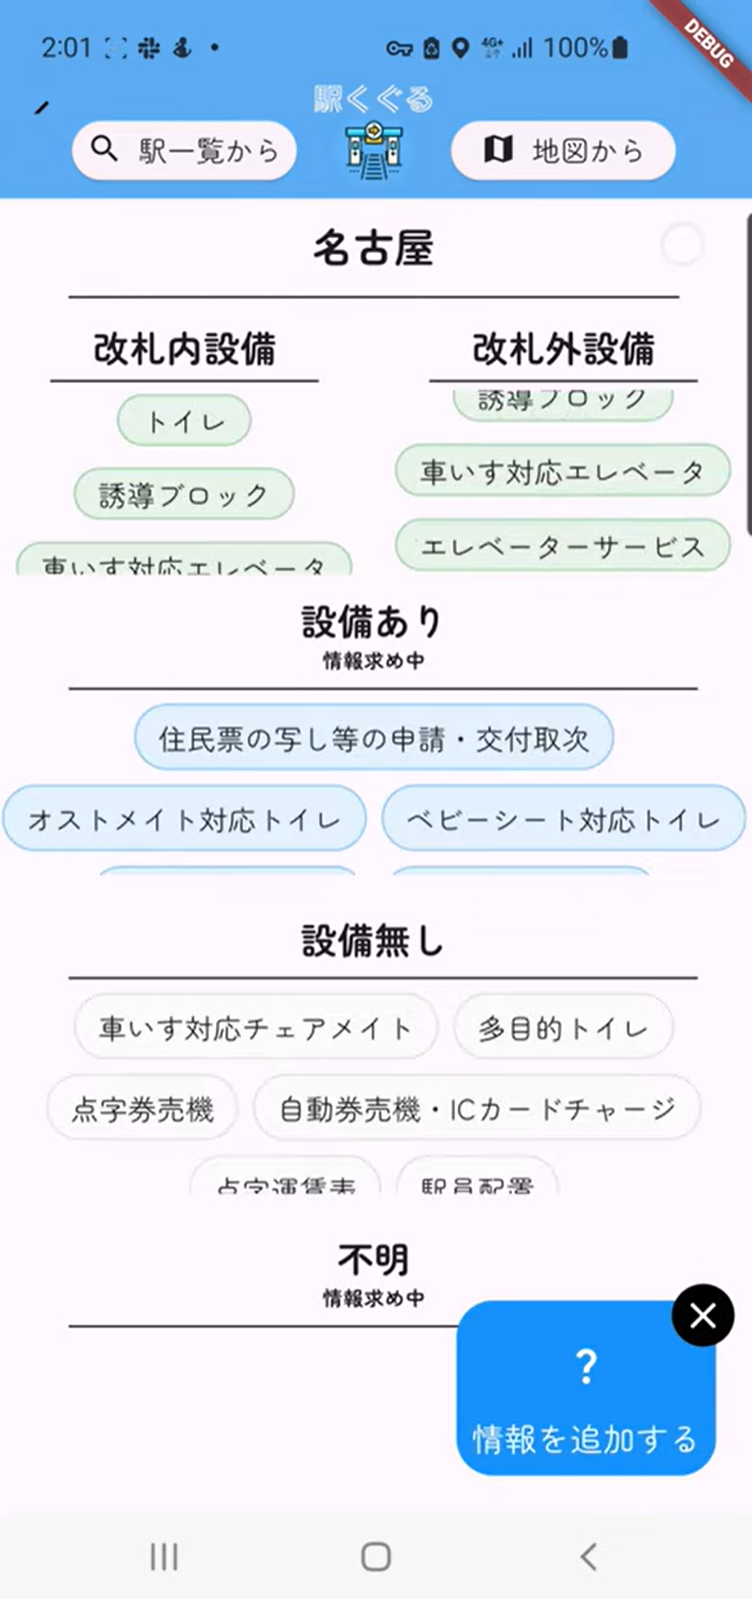 2:01
4G+
100%
DEBUG
駅くぐる
駅一覧から
地図から
名古屋
改札内設備
改札外設備
トイレ
誘導ブロック
誘導ブロック
車いす対応エレベータ
車いす対応エレベータ
エレベーターサービス
設備あり
情報求め中
住民票の写し等の申請・交付取次
オストメイト対応トイレ
ベビーシート対応トイレ
設備無し
車いす対応チェアメイト
多目的トイレ
点字券売機
自動券売機・ICカードチャージ
点字運賃表
駅員配置
不明
情報求め中
?
情報を追加する